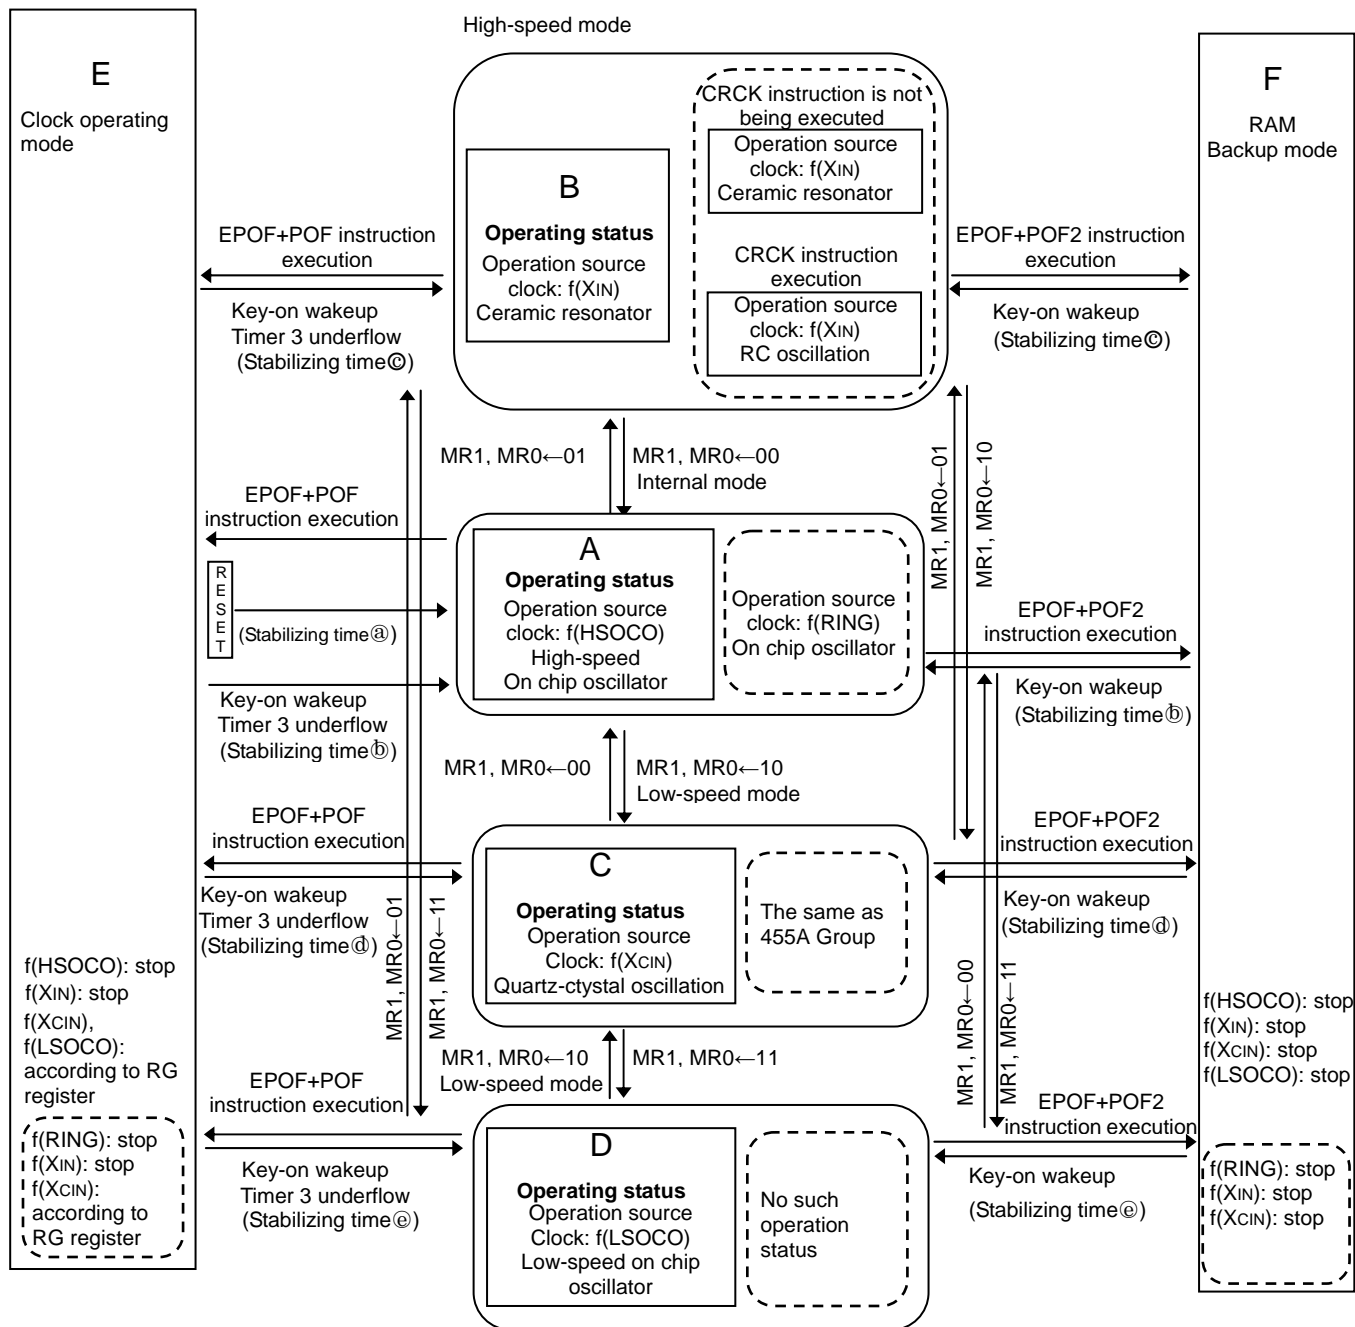 High-speed mode
E
Clock operating
mode
F
RAM
Backup mode
CRCK instruction is not
being executed
Operation source
clock: f(XIN)
Ceramic resonator
B
Operating status
Operation source
clock: f(XIN)
Ceramic resonator
CRCK instruction
execution
Operation source
clock: f(XIN)
RC oscillation
EPOF+POF instruction
execution
Key-on wakeup
Timer 3 underflow
(Stabilizing timeⓒ)
EPOF+POF2 instruction
execution
Key-on wakeup
(Stabilizing timeⓒ)
MR1, MR0←01
MR1, MR0←00
Internal mode
MR1, MR0←01
MR1, MR0←10
EPOF+POF
instruction execution
RESET
(Stabilizing timeⓐ)
Key-on wakeup
Timer 3 underflow
(Stabilizing timeⓑ)
A
Operating status
Operation source
clock: f(HSOCO)
High-speed
On chip oscillator
Operation source
clock: f(RING)
On chip oscillator
EPOF+POF2
instruction execution
Key-on wakeup
(Stabilizing timeⓑ)
MR1, MR0←00
MR1, MR0←10
Low-speed mode
EPOF+POF
instruction execution
Key-on wakeup
Timer 3 underflow
(Stabilizing timeⓓ)
MR1, MR0←01
MR1, MR0←11
C
Operating status
Operation source
Clock: f(XCIN)
Quartz-ctystal oscillation
The same as
455A Group
EPOF+POF2
instruction execution
Key-on wakeup
(Stabilizing timeⓓ)
MR1, MR0←00
MR1, MR0←11
f(HSOCO): stop
f(XIN): stop
f(XCIN),
f(LSOCO):
according to RG
register
f(RING): stop
f(XIN): stop
f(XCIN):
according to
RG register
MR1, MR0←10
Low-speed mode
MR1, MR0←11
EPOF+POF
instruction execution
Key-on wakeup
Timer 3 underflow
(Stabilizing timeⓔ)
D
Operating status
Operation source
Clock: f(LSOCO)
Low-speed on chip
oscillator
No such
operation
status
EPOF+POF2
instruction execution
Key-on wakeup
(Stabilizing timeⓔ)
f(HSOCO): stop
f(XIN): stop
f(XCIN): stop
f(LSOCO): stop
f(RING): stop
f(XIN): stop
f(XCIN): stop